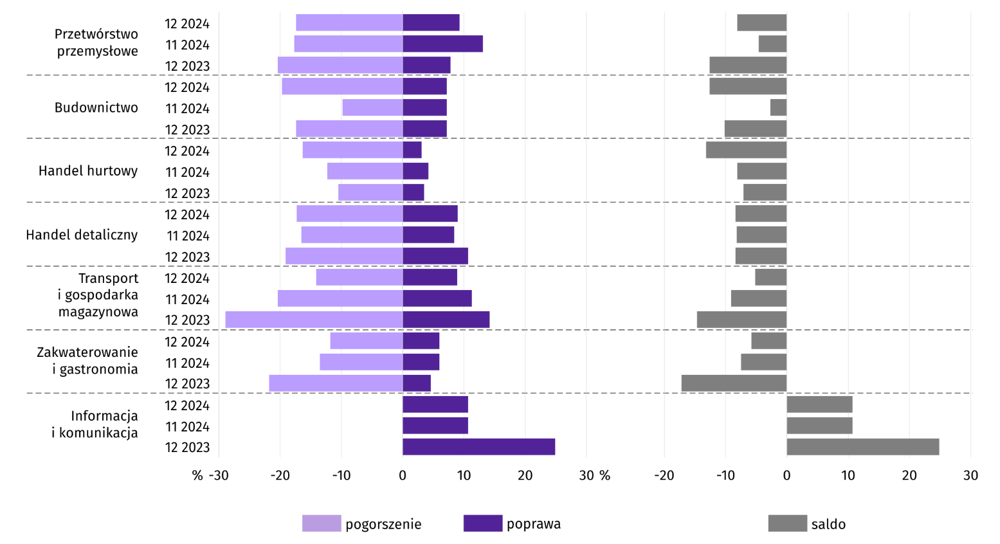 Przetwórstwo
przemysłowe
12 2024
11 2024
12 2023
Budownictwo
12 2024
11 2024
12 2023
Handel hurtowy
12 2024
11 2024
12 2023
Handel detaliczny
12 2024
11 2024
12 2023
Transport
i gospodarka
magazynowa
12 2024
11 2024
12 2023
Zakwaterowanie
i gastronomia
12 2024
11 2024
12 2023
Informacja
i komunikacja
12 2024
11 2024
12 2023
% -30 -20 -10 0 10 20 30 % -20 -10 0 10 20 30
pogorszenie poprawa saldo